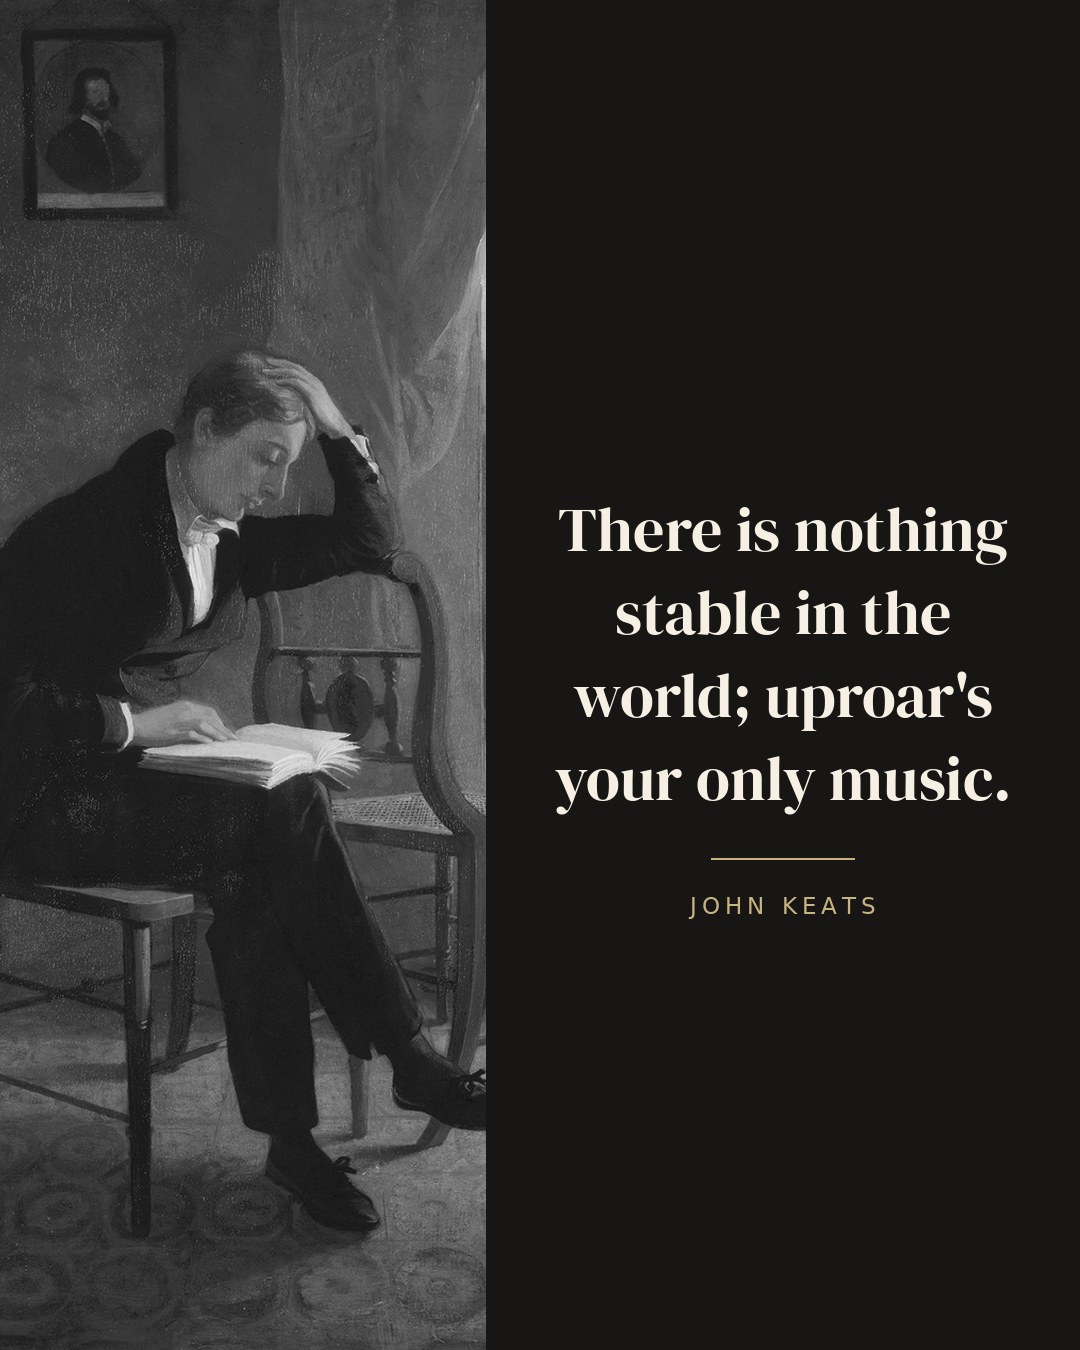 There is nothing
stable in the
world; uproar's
your only music.
JOHN KEATS